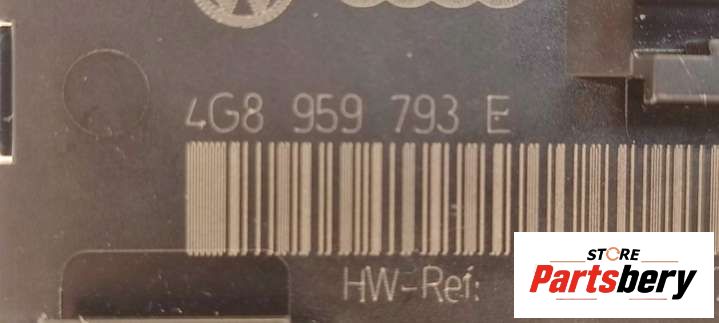 4G8 959 793 E
HW-Ref:
STORE
Partsbery